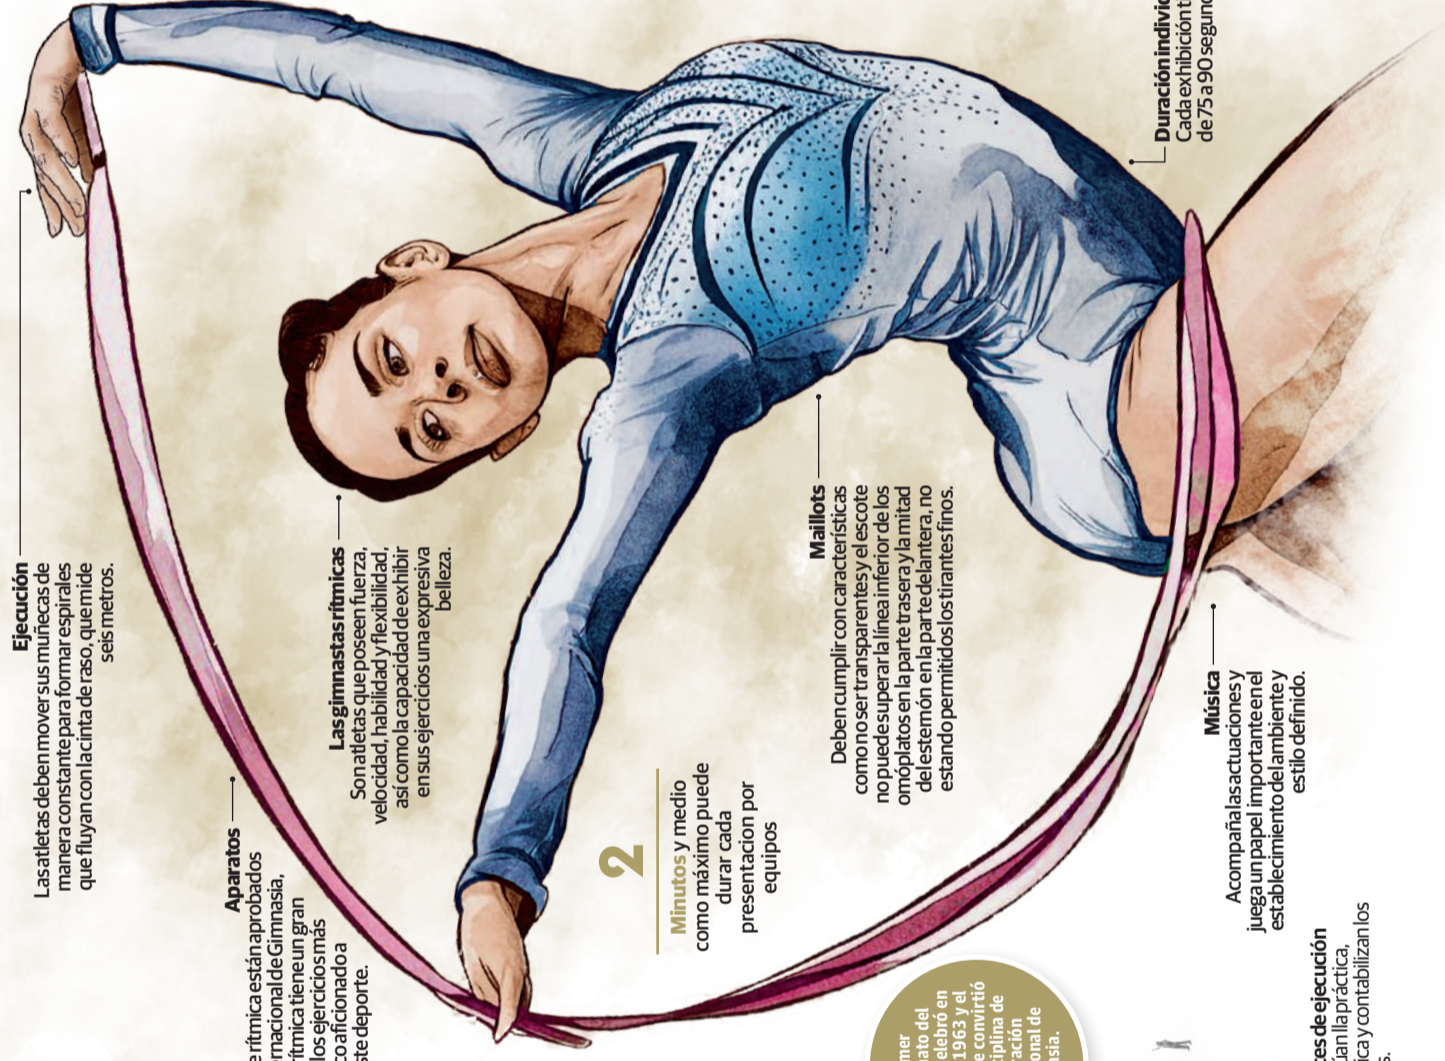 Ejecución
Las atletas deben mover sus muñecas de
manera constante para formar espirales
que fluyan con la cinta de raso, que mide
seis metros.
Aparatos
e rítmica están aprobados
rnacional de Gimnasia,
rítmica tiene un gran
los ejercicios más
co aficionado a
ste deporte.
Las gimnastas rítmicas
Son atletas que poseen fuerza,
velocidad, habilidad y flexibilidad,
así como la capacidad de exhibir
en sus ejercicios una expresiva
belleza.
2
Minutos y medio
como máximo puede
durar cada
presentacion por
equipos
Maillots
Deben cumplir con características
como no ser transparentes y el escote
no puede superar la línea inferior de los
omóplatos en la parte trasera y la mitad
del esternón en la parte delantera, no
estando permitidos los tirantes finos.
mer
ato del
elebró en
1963 y el
e convirtió
ciplina de
ración
onal de
asia.
Duración individ
Cada exhibición t
de 75 a 90 segund
Música
Acompaña las actuaciones y
juega un papel importante en el
establecimiento del ambiente y
estilo definido.
es de ejecución
úan lla práctica,
ica y contabilizan los
s.